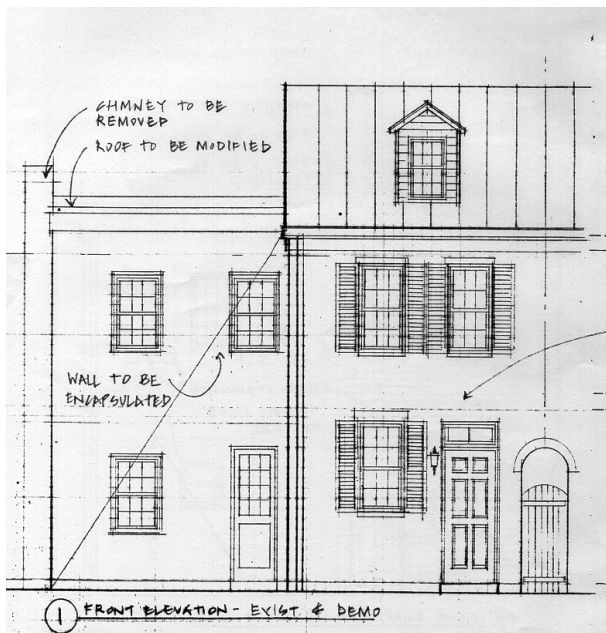 CHMNEY TO BE
REMOVED
ROOF TO BE MODIFIED
WALL TO BE
ENCAPSULATED
1 FRONT ELEVATION - EXIST & DEMO